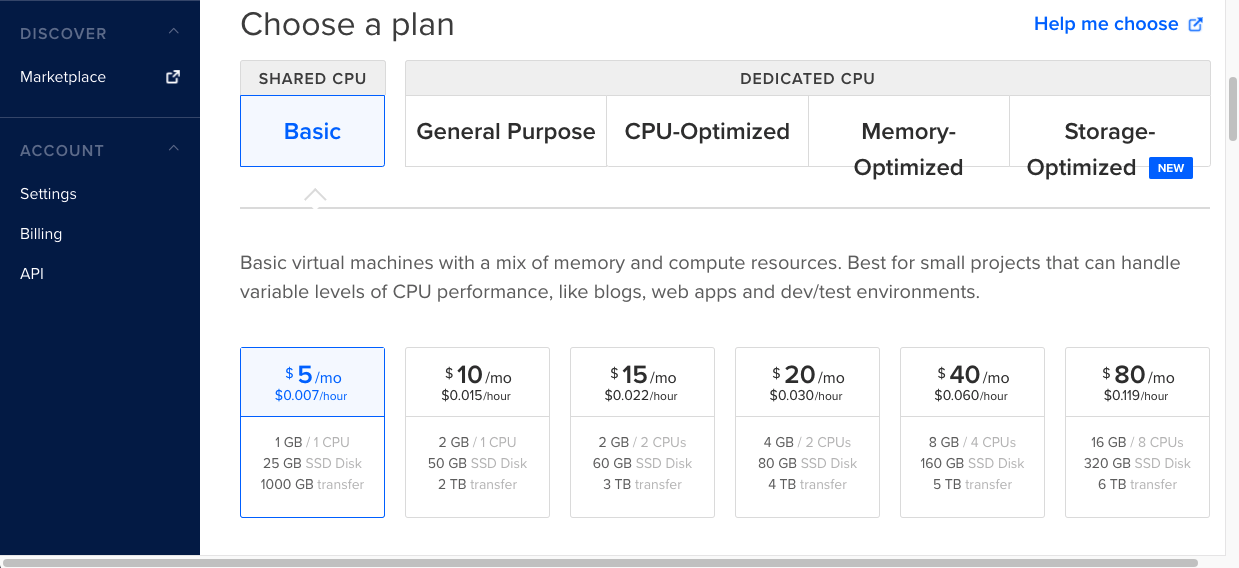 DISCOVER
Marketplace
ACCOUNT
Settings
Billing
API
Choose a plan
Help me choose
SHARED CPU
DEDICATED CPU
Basic
General Purpose
CPU-Optimized
Memory-
Optimized
Storage-
Optimized NEW
Basic virtual machines with a mix of memory and compute resources. Best for small projects that can handle
variable levels of CPU performance, like blogs, web apps and dev/test environments.
$ 5 /mo
$0.007/hour
1 GB / 1 CPU
25 GB SSD Disk
1000 GB transfer
$ 10 /mo
$0.015/hour
2 GB / 1 CPU
50 GB SSD Disk
2 TB transfer
$ 15 /mo
$0.022/hour
2 GB / 2 CPUs
60 GB SSD Disk
3 TB transfer
$ 20 /mo
$0.030/hour
4 GB / 2 CPUs
80 GB SSD Disk
4 TB transfer
$ 40 /mo
$0.060/hour
8 GB / 4 CPUs
160 GB SSD Disk
5 TB transfer
$ 80 /mo
$0.119/hour
16 GB / 8 CPUs
320 GB SSD Disk
6 TB transfer